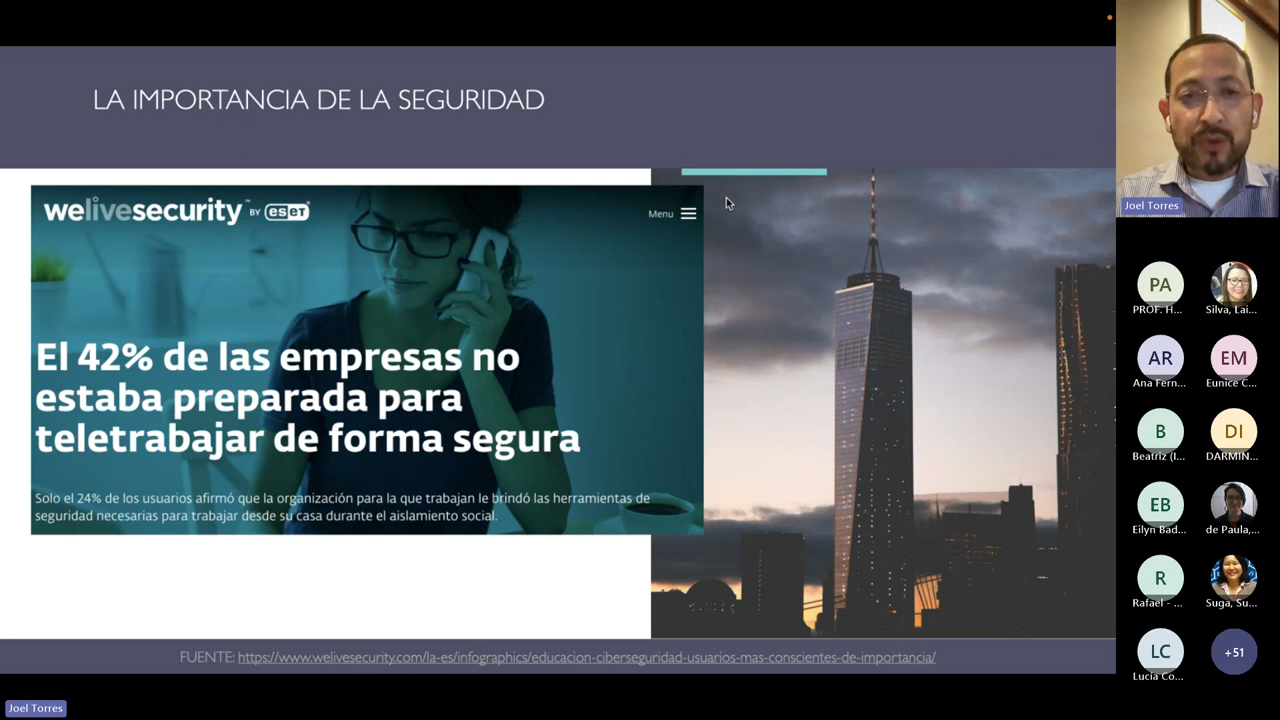 LA IMPORTANCIA DE LA SEGURIDAD
welivesecurity™ BY eseT
Menu
El 42% de las empresas no
estaba preparada para
teletrabajar de forma segura
Solo el 24% de los usuarios afirmó que la organización para la que trabajan le brindó las herramientas de
seguridad necesarias para trabajar desde su casa durante el aislamiento social.
FUENTE: https://www.welivesecurity.com/la-es/infographics/educacion-ciberseguridad-usuarios-mas-conscientes-de-importancia/
Joel Torres
Joel Torres
PA
PROF. H...
Silva, Lai...
AR
Ana Fern...
EM
Eunice C...
B
Beatriz (I...
DI
DARMIN...
EB
Eilyn Bad...
de Paula,...
R
Rafael - ...
Suga, Su...
LC
Lucía Co...
+51